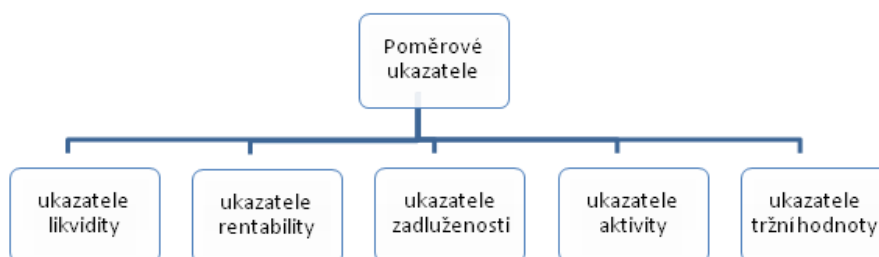 Poměrové
ukazatele
ukazatele
likvidity
ukazatele
rentability
ukazatele
zadluženosti
ukazatele
aktivity
ukazatele
tržní hodnoty